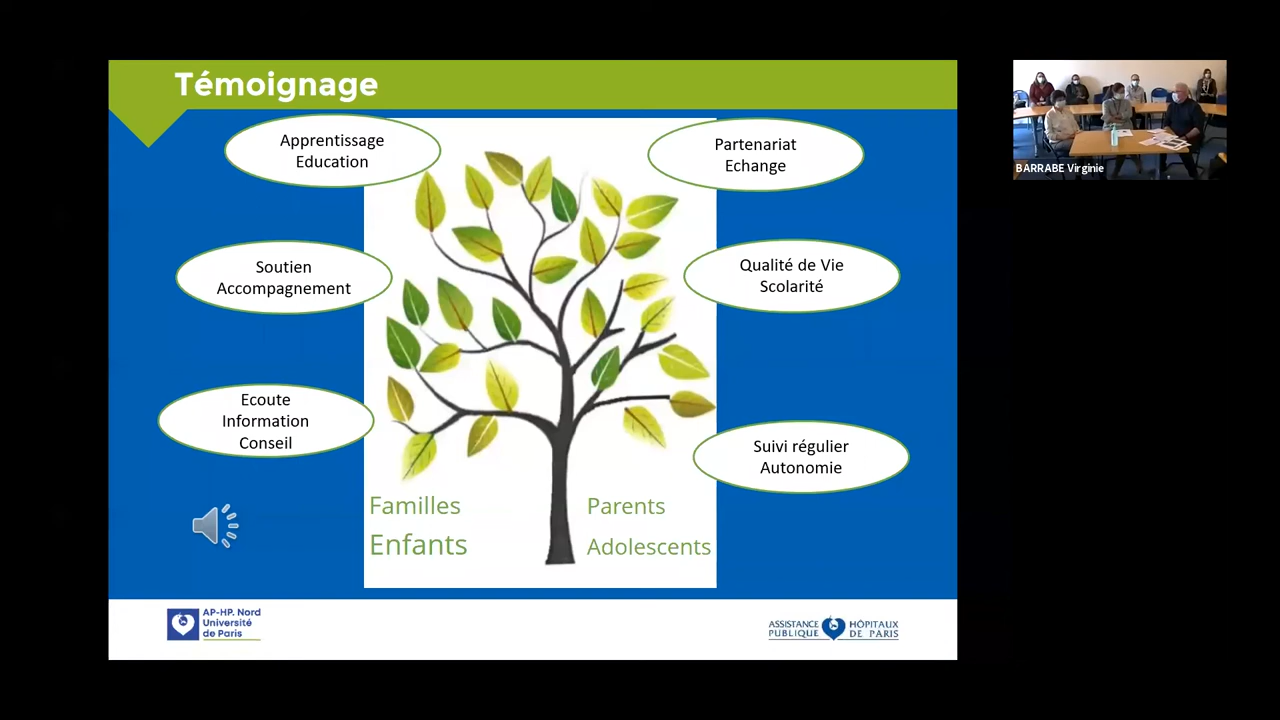 Témoignage
Apprentissage
Education
Partenariat
Echange
Soutien
Accompagnement
Qualité de Vie
Scolarité
Ecoute
Information
Conseil
Suivi régulier
Autonomie
Familles
Parents
Enfants
Adolescents
AP-HP. Nord
Université
de Paris
ASSISTANCE HÔPITAUX
PUBLIQUE DE PARIS
BARRABE Virginie